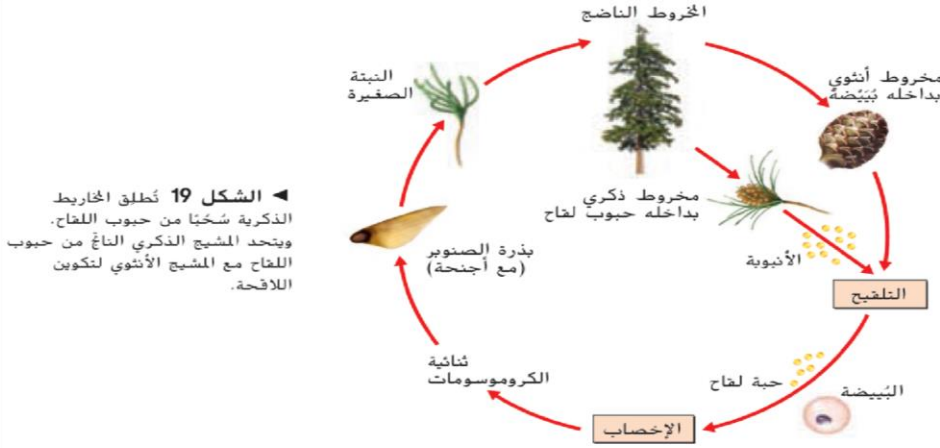 المخروط الناضج
مخروط أنثوي
بداخله بُيَيْضة
النبتة
الصغيرة
مخروط ذكري
بداخله حبوب لقاح
◄ الشكل 19 تُطلِق المخاريط
الذكرية سُحُبًا من حبوب اللقاح.
ويتحد المشيج الذكري الناتج من حبوب
اللقاح مع المشيج الأنثوي لتكوين
اللاقحة.
بذرة الصنوبر
(مع أجنحة)
الأنبوبة
التلقيح
ثنائية
الكروموسومات
حبة لقاح
البُييضة
الإخصاب